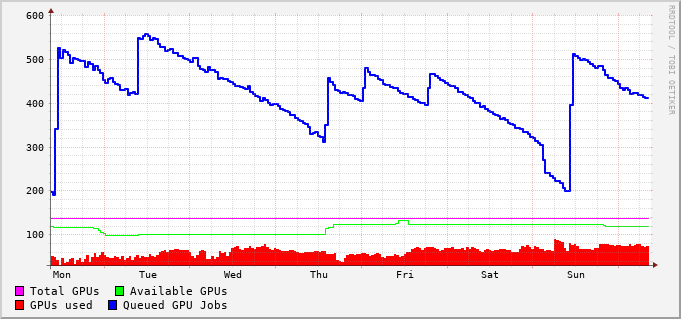 600
500
400
300
200
100
Mon Tue Wed Thu Fri Sat Sun
Total GPUs Available GPUs
GPUs used Queued GPU Jobs
RRDTOOL / TOBI OETIKER